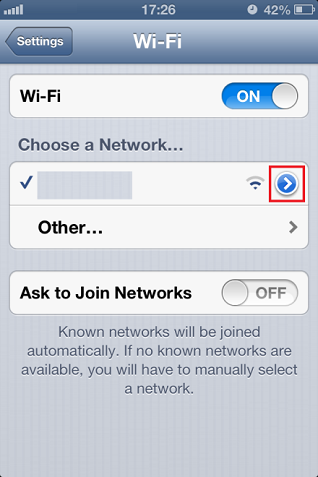 17:26 42%
Settings Wi-Fi
Wi-Fi ON
Choose a Network...
Other...
Ask to Join Networks OFF
Known networks will be joined
automatically. If no known networks are
available, you will have to manually select
a network.